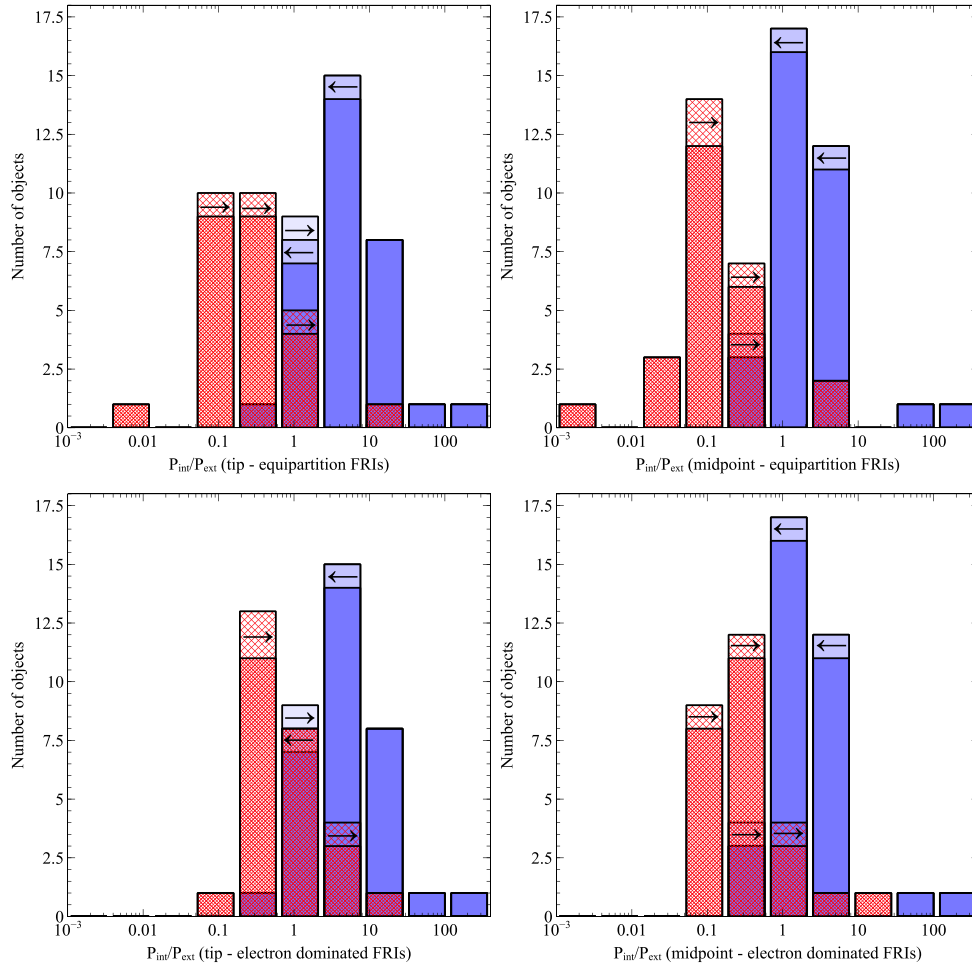 17.5
15
12.5
10
7.5
5
2.5
0
Number of objects
10⁻³ 0.01 0.1 1 10 100
P_int/P_ext (tip - equipartition FRIs)
17.5
15
12.5
10
7.5
5
2.5
0
Number of objects
10⁻³ 0.01 0.1 1 10 100
P_int/P_ext (midpoint - equipartition FRIs)
17.5
15
12.5
10
7.5
5
2.5
0
Number of objects
10⁻³ 0.01 0.1 1 10 100
P_int/P_ext (tip - electron dominated FRIs)
17.5
15
12.5
10
7.5
5
2.5
0
Number of objects
10⁻³ 0.01 0.1 1 10 100
P_int/P_ext (midpoint - electron dominated FRIs)